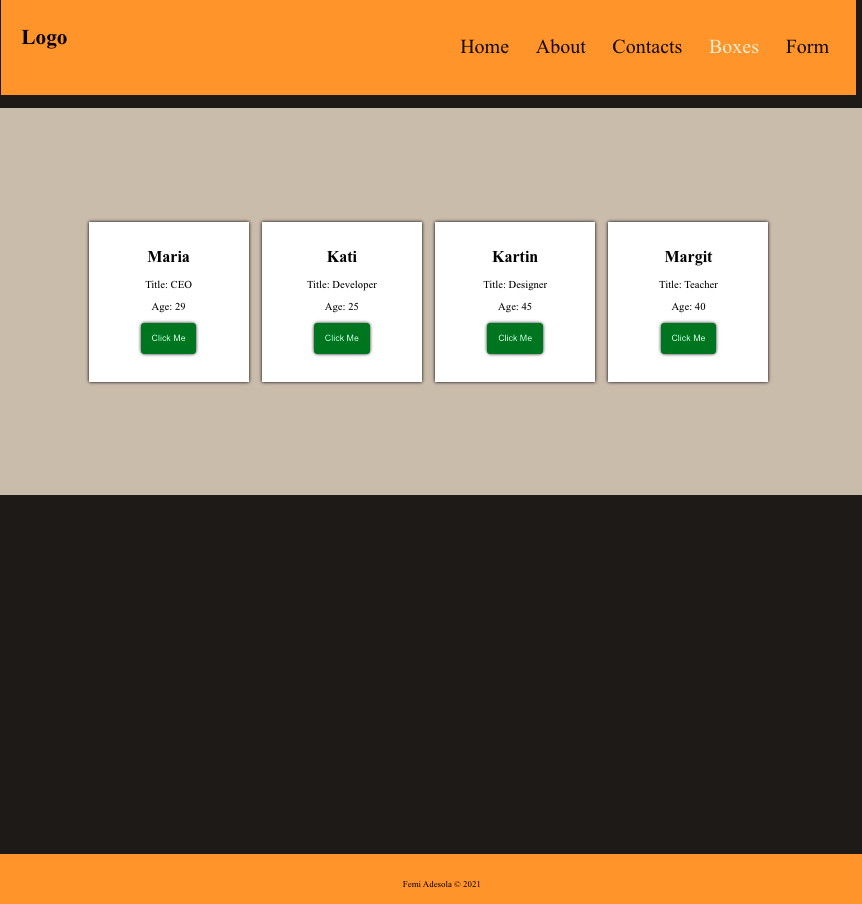 Logo
Home About Contacts Boxes Form
Maria
Title: CEO
Age: 29
Click Me
Kati
Title: Developer
Age: 25
Click Me
Kartin
Title: Designer
Age: 45
Click Me
Margit
Title: Teacher
Age: 40
Click Me
Femi Adesola © 2021